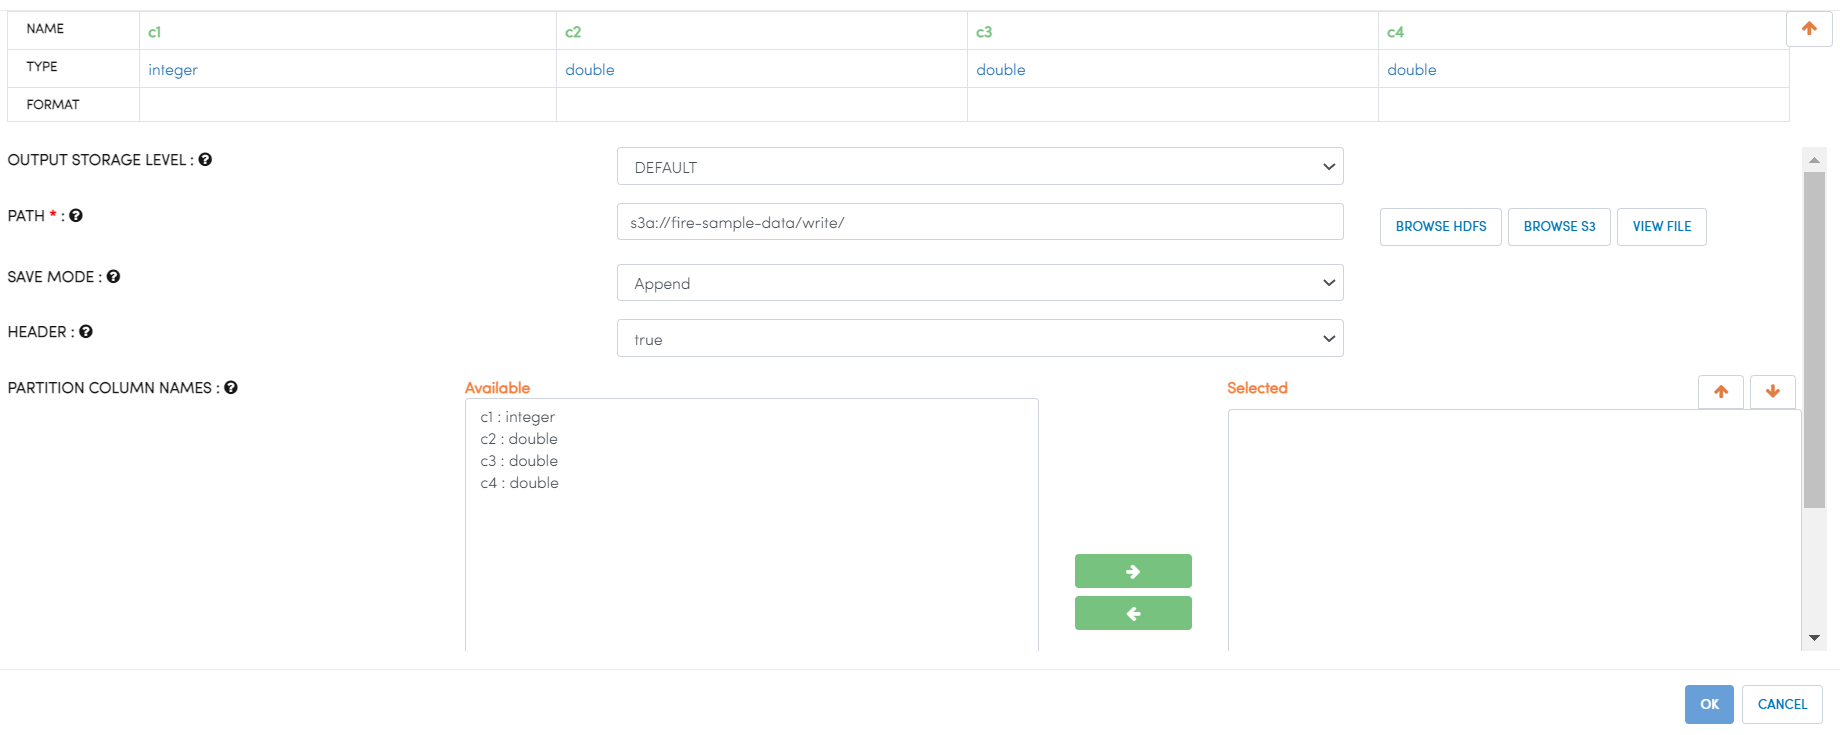 NAME c1 c2 c3 c4
TYPE integer double double double
FORMAT
OUTPUT STORAGE LEVEL : DEFAULT
PATH * : s3a://fire-sample-data/write/ BROWSE HDFS BROWSE S3 VIEW FILE
SAVE MODE : Append
HEADER : true
PARTITION COLUMN NAMES : Available Selected
c1 : integer
c2 : double
c3 : double
c4 : double
OK CANCEL